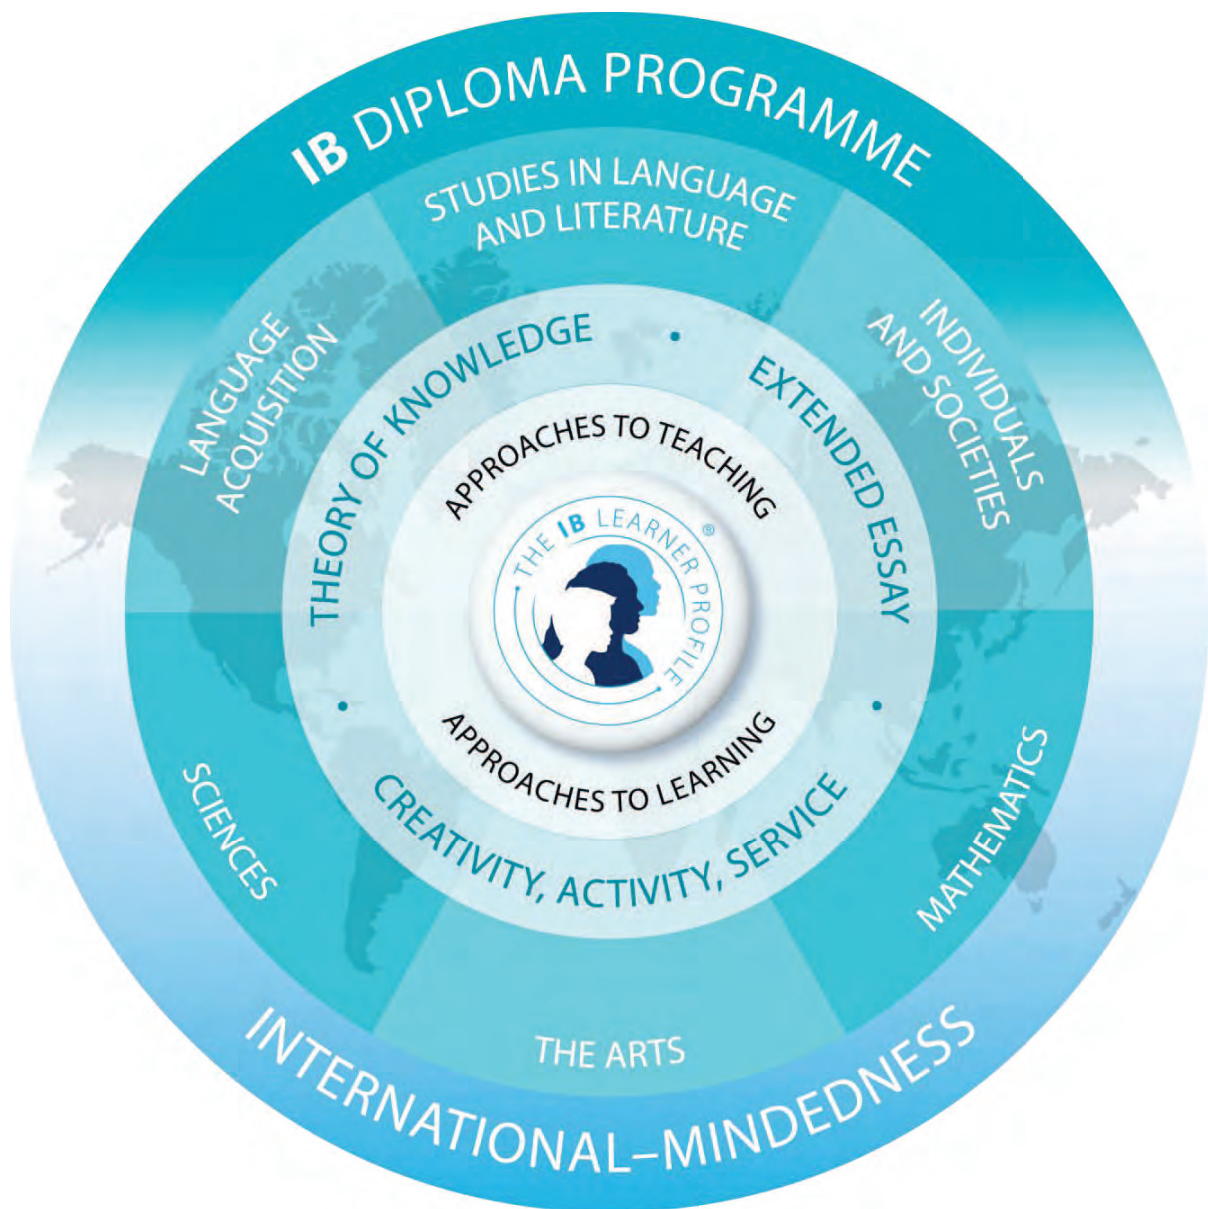 IB DIPLOMA PROGRAMME
STUDIES IN LANGUAGE
AND LITERATURE
LANGUAGE
ACQUISITION
INDIVIDUALS
AND SOCIETIES
THEORY OF KNOWLEDGE
•
EXTENDED ESSAY
APPROACHES TO TEACHING
THE IB LEARNER PROFILE ®
APPROACHES TO LEARNING
•
CREATIVITY, ACTIVITY, SERVICE
•
SCIENCES
MATHEMATICS
THE ARTS
INTERNATIONAL–MINDEDNESS